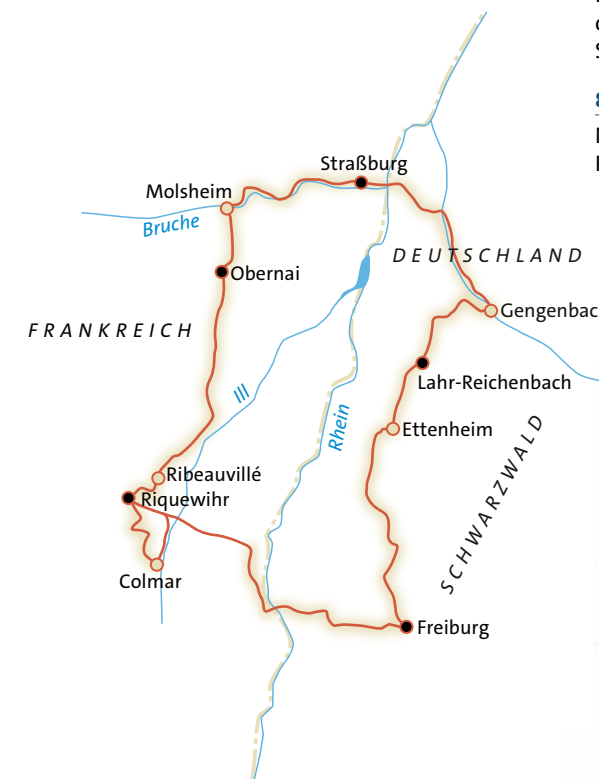 Straßburg
Molsheim
Bruche
DEUTSCHLAND
Obernai
Gengenbac
FRANKREICH
Lahr-Reichenbach
Ill
Rhein
Ettenheim
SCHWARZWALD
Ribeauvillé
Riquewihr
Colmar
Freiburg